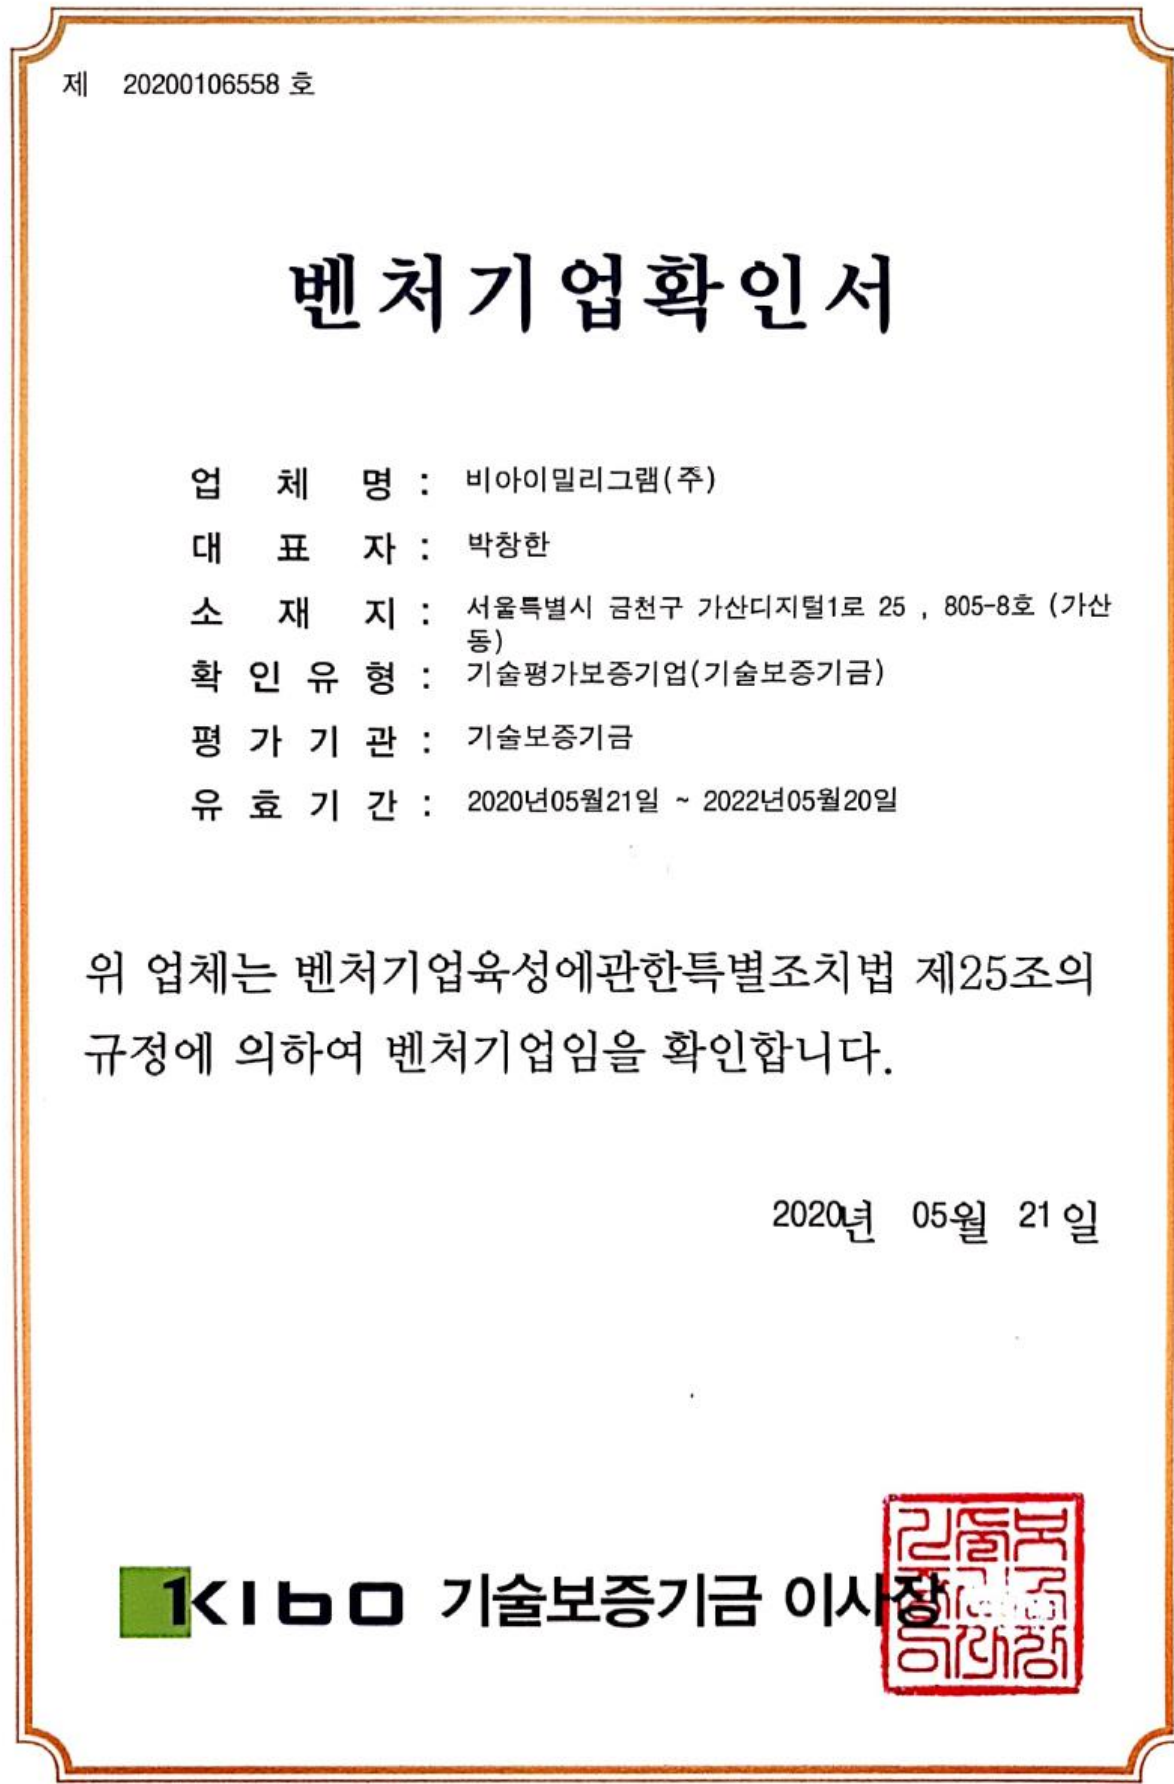 제 20200106558 호
벤처기업확인서
업 체 명 : 비아이밀리그램(주)
대 표 자 : 박창한
소 재 지 : 서울특별시 금천구 가산디지털1로 25 , 805-8호 (가산
동)
확 인 유 형 : 기술평가보증기업(기술보증기금)
평 가 기 관 : 기술보증기금
유 효 기 간 : 2020년05월21일 ~ 2022년05월20일
위 업체는 벤처기업육성에관한특별조치법 제25조의
규정에 의하여 벤처기업임을 확인합니다.
2020년 05월 21일
KIBO 기술보증기금 이사장